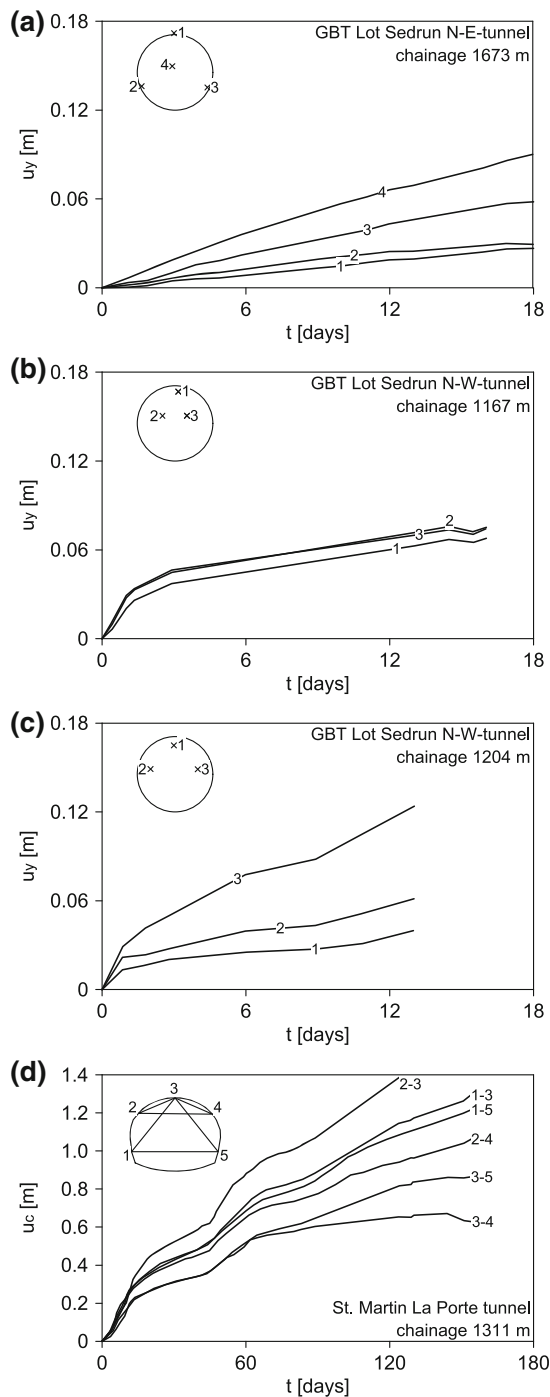 (a)
GBT Lot Sedrun N-E-tunnel
chainage 1673 m
1
4
2 3
0.18
0.12
0.06
0
uy [m]
4
3
2
1
0 6 12 18
t [days]
(b)
GBT Lot Sedrun N-W-tunnel
chainage 1167 m
1
2 3
0.18
0.12
0.06
0
uy [m]
2
3
1
0 6 12 18
t [days]
(c)
GBT Lot Sedrun N-W-tunnel
chainage 1204 m
1
2 3
0.18
0.12
0.06
0
uy [m]
3
2
1
0 6 12 18
t [days]
(d)
3
2 4
1 5
1.4
1.2
1.0
0.8
0.6
0.4
0.2
0
uc [m]
2-3
1-3
1-5
2-4
3-5
3-4
St. Martin La Porte tunnel
chainage 1311 m
0 60 120 180
t [days]